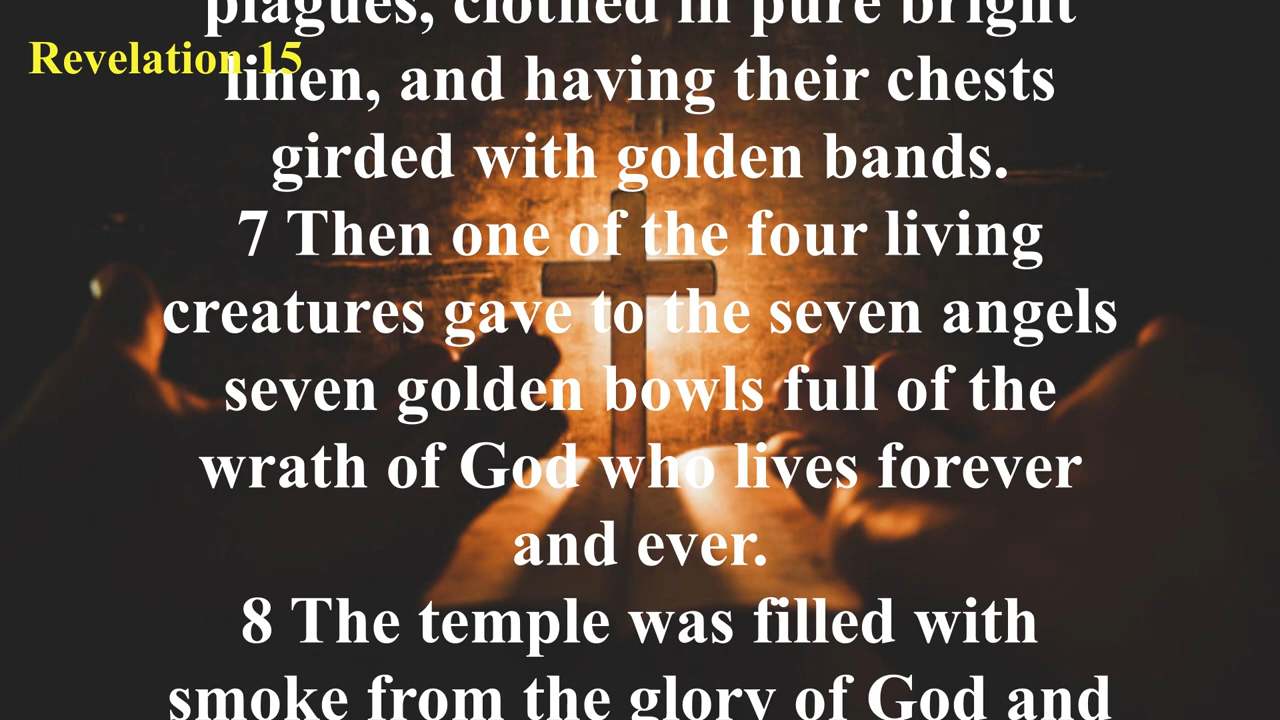 plagues, clothed in pure bright
Revelation 15
linen, and having their chests
girded with golden bands.
7 Then one of the four living
creatures gave to the seven angels
seven golden bowls full of the
wrath of God who lives forever
and ever.
8 The temple was filled with
smoke from the glory of God and